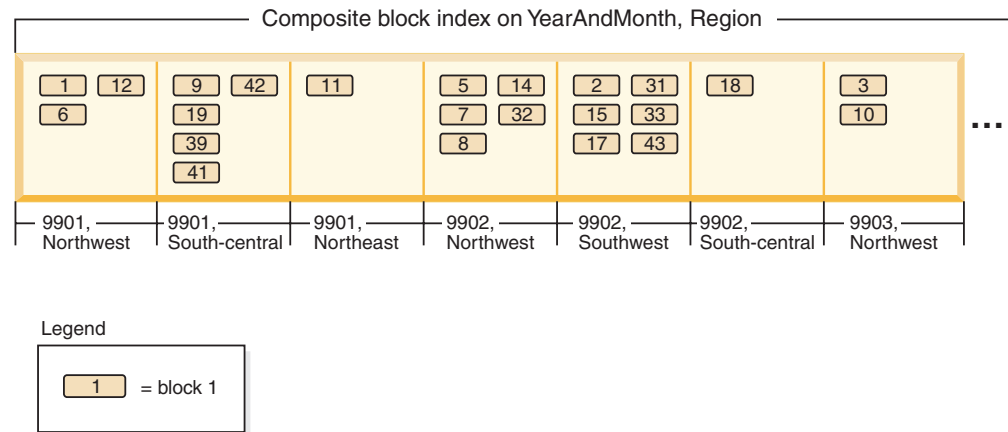 Composite block index on YearAndMonth, Region
1 12 9 42 11 5 14 2 31 18 3
6 19 7 32 15 33 10
39 8 17 43
41
...
9901, 9901, 9901, 9902, 9902, 9902, 9903,
Northwest South-central Northeast Northwest Southwest South-central Northwest
Legend
1 = block 1